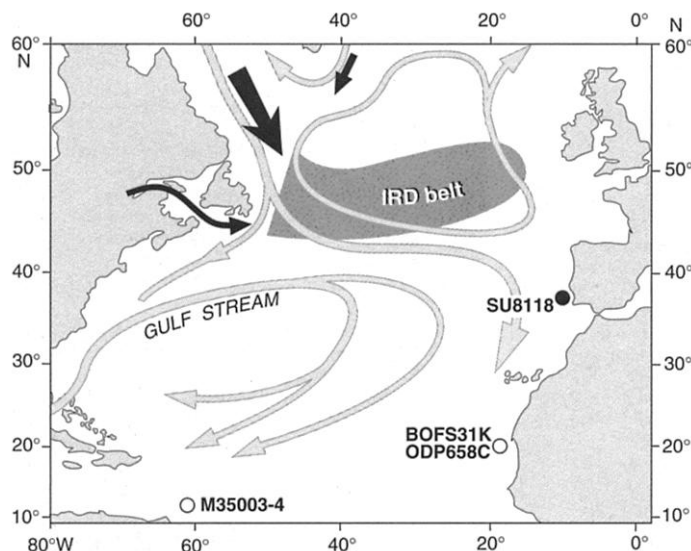 60° 40° 20° 0°
60° 60°
N N
50° 50°
IRD belt
40° 40°
SU8118
GULF STREAM
30° 30°
BOFS31K
20° ODP658C 20°
M35003-4
N N
10° 10°
80°W 60° 40° 20° 0°